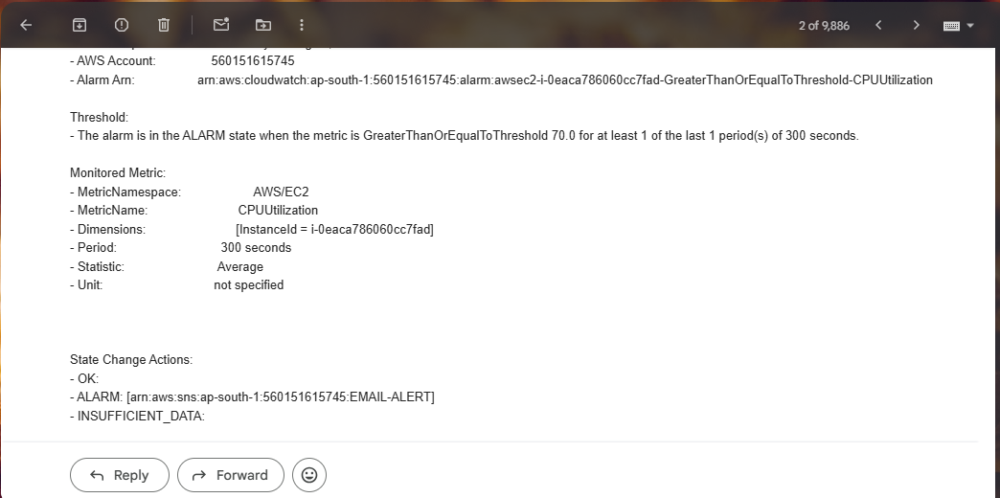 2 of 9,886
- AWS Account: 560151615745
- Alarm Arn: arn:aws:cloudwatch:ap-south-1:560151615745:alarm:awsec2-i-0eaca786060cc7fad-GreaterThanOrEqualToThreshold-CPUUtilization
Threshold:
- The alarm is in the ALARM state when the metric is GreaterThanOrEqualToThreshold 70.0 for at least 1 of the last 1 period(s) of 300 seconds.
Monitored Metric:
- MetricNamespace: AWS/EC2
- MetricName: CPUUtilization
- Dimensions: [InstanceId = i-0eaca786060cc7fad]
- Period: 300 seconds
- Statistic: Average
- Unit: not specified
State Change Actions:
- OK:
- ALARM: [arn:aws:sns:ap-south-1:560151615745:EMAIL-ALERT]
- INSUFFICIENT_DATA:
Reply
Forward